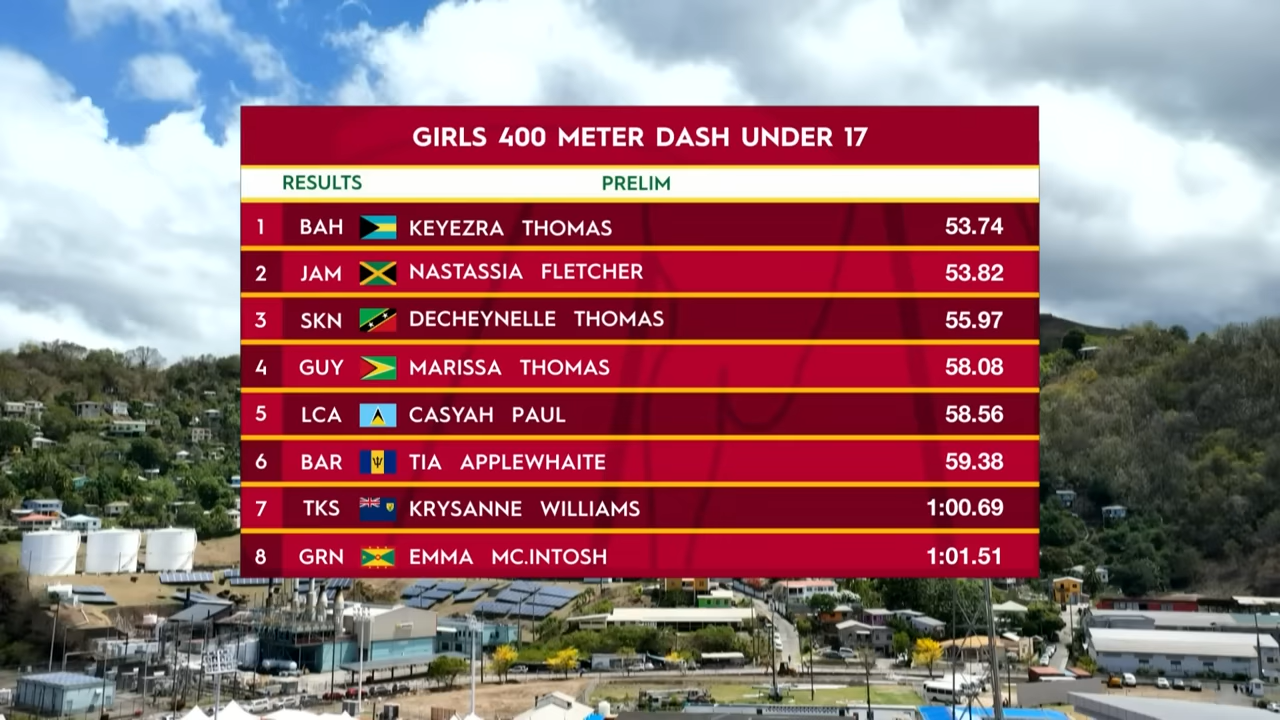 GIRLS 400 METER DASH UNDER 17
RESULTS PRELIM
1 BAH KEYEZRA THOMAS 53.74
2 JAM NASTASSIA FLETCHER 53.82
3 SKN DECHEYNELLE THOMAS 55.97
4 GUY MARISSA THOMAS 58.08
5 LCA CASYAH PAUL 58.56
6 BAR TIA APPLEWHAITE 59.38
7 TKS KRYSANNE WILLIAMS 1:00.69
8 GRN EMMA MC.INTOSH 1:01.51